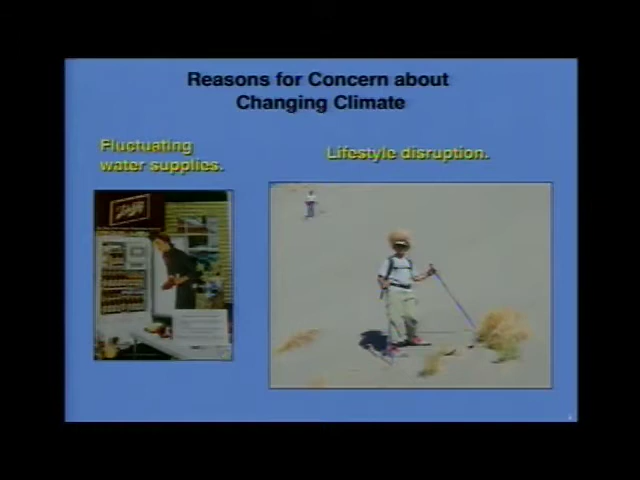 Reasons for Concern about
Changing Climate
Fluctuating
water supplies.
Lifestyle disruption.